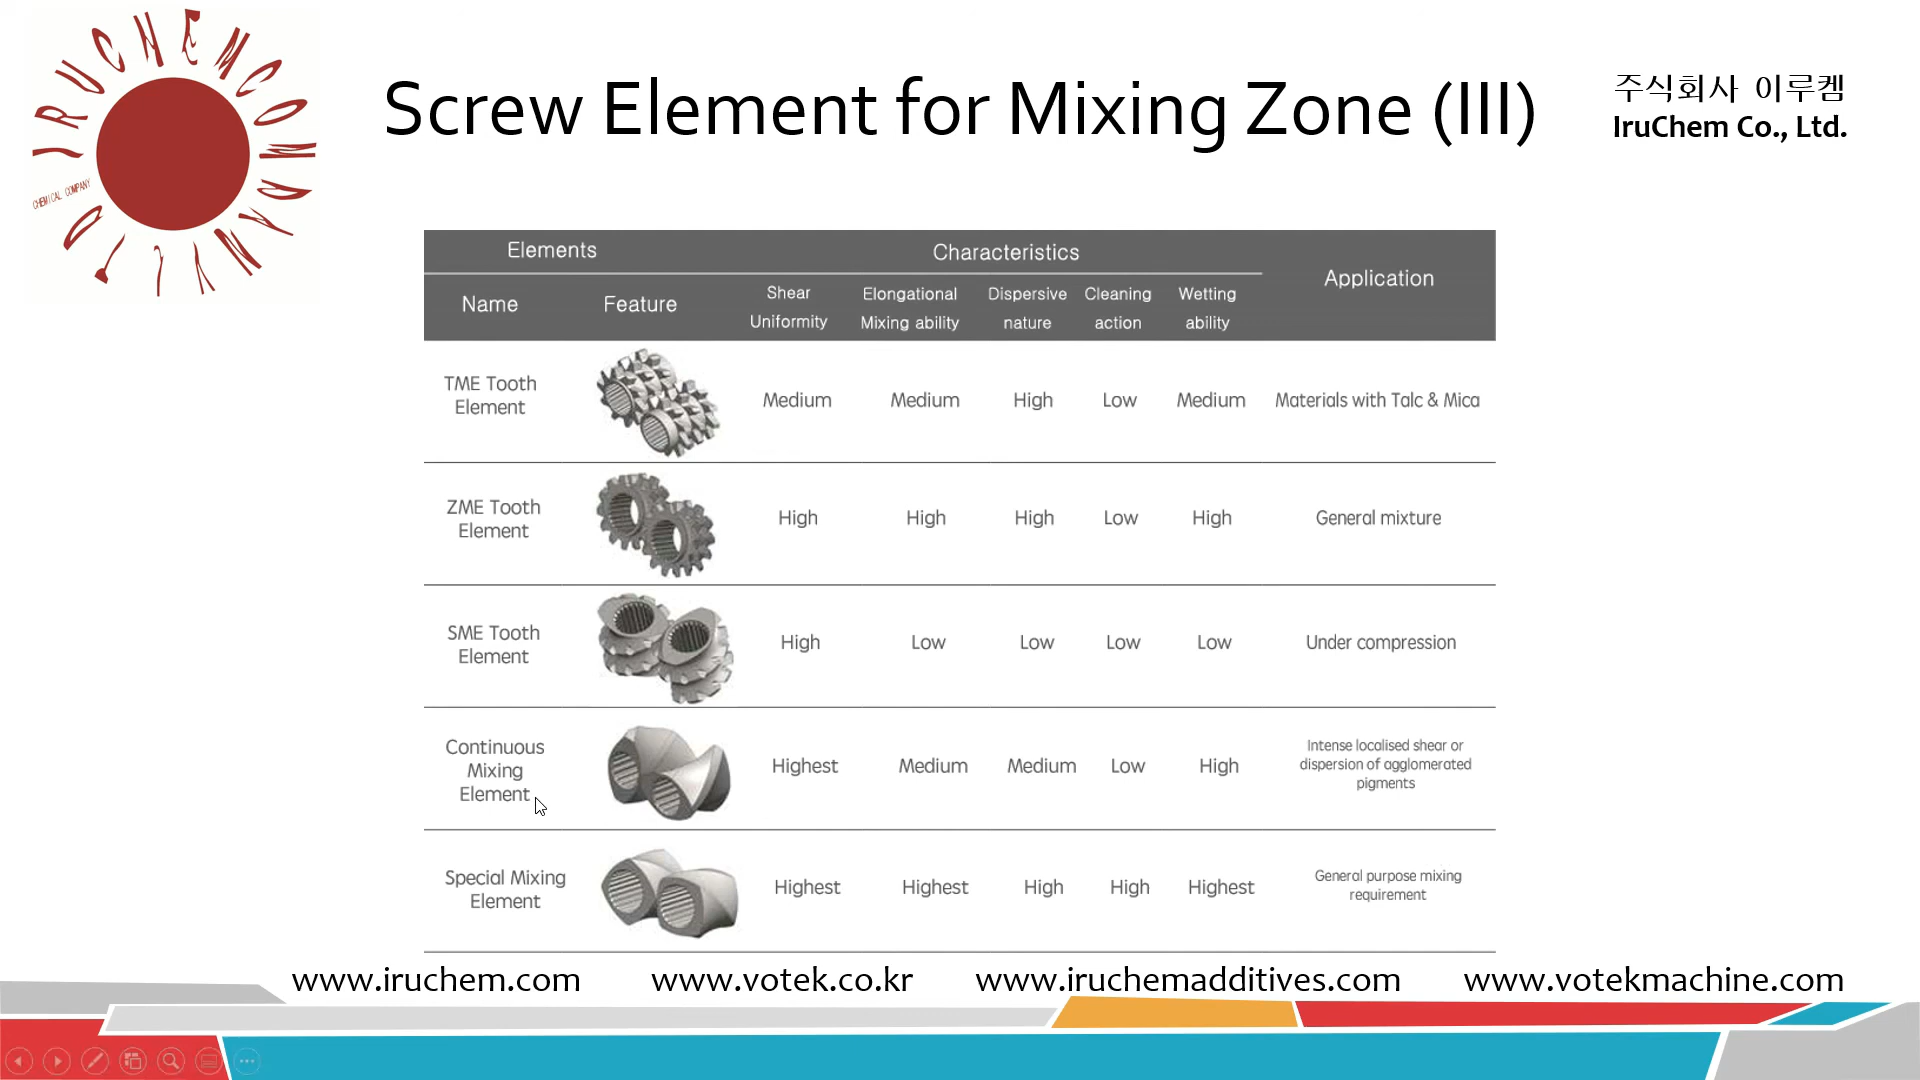 IRUCHEM COMPANY LTD
CHEMICAL COMPANY
Screw Element for Mixing Zone (III)
주식회사 이루켐
IruChem Co., Ltd.
Elements
Characteristics
Application
Name
Feature
Shear
Uniformity
Elongational
Mixing ability
Dispersive
nature
Cleaning
action
Wetting
ability
TME Tooth
Element
Medium
Medium
High
Low
Medium
Materials with Talc & Mica
ZME Tooth
Element
High
High
High
Low
High
General mixture
SME Tooth
Element
High
Low
Low
Low
Low
Under compression
Continuous
Mixing
Element
Highest
Medium
Medium
Low
High
Intense localised shear or
dispersion of agglomerated
pigments
Special Mixing
Element
Highest
Highest
High
High
Highest
General purpose mixing
requirement
www.iruchem.com
www.votek.co.kr
www.iruchemadditives.com
www.votekmachine.com